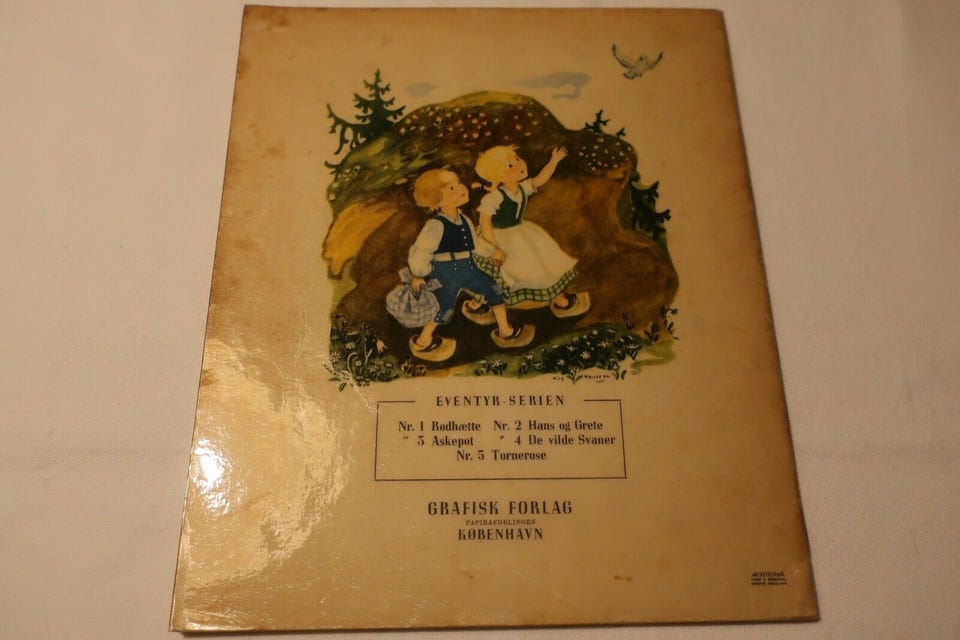 Hansen
EVENTYR-SERIEN
Nr. 1 Rødhætte Nr. 2 Hans og Grete
" 3 Askepot " 4 De vilde Svaner
Nr. 5 Tornerose
GRAFISK FORLAG
PAPIRAFDELINGEN
KØBENHAVN